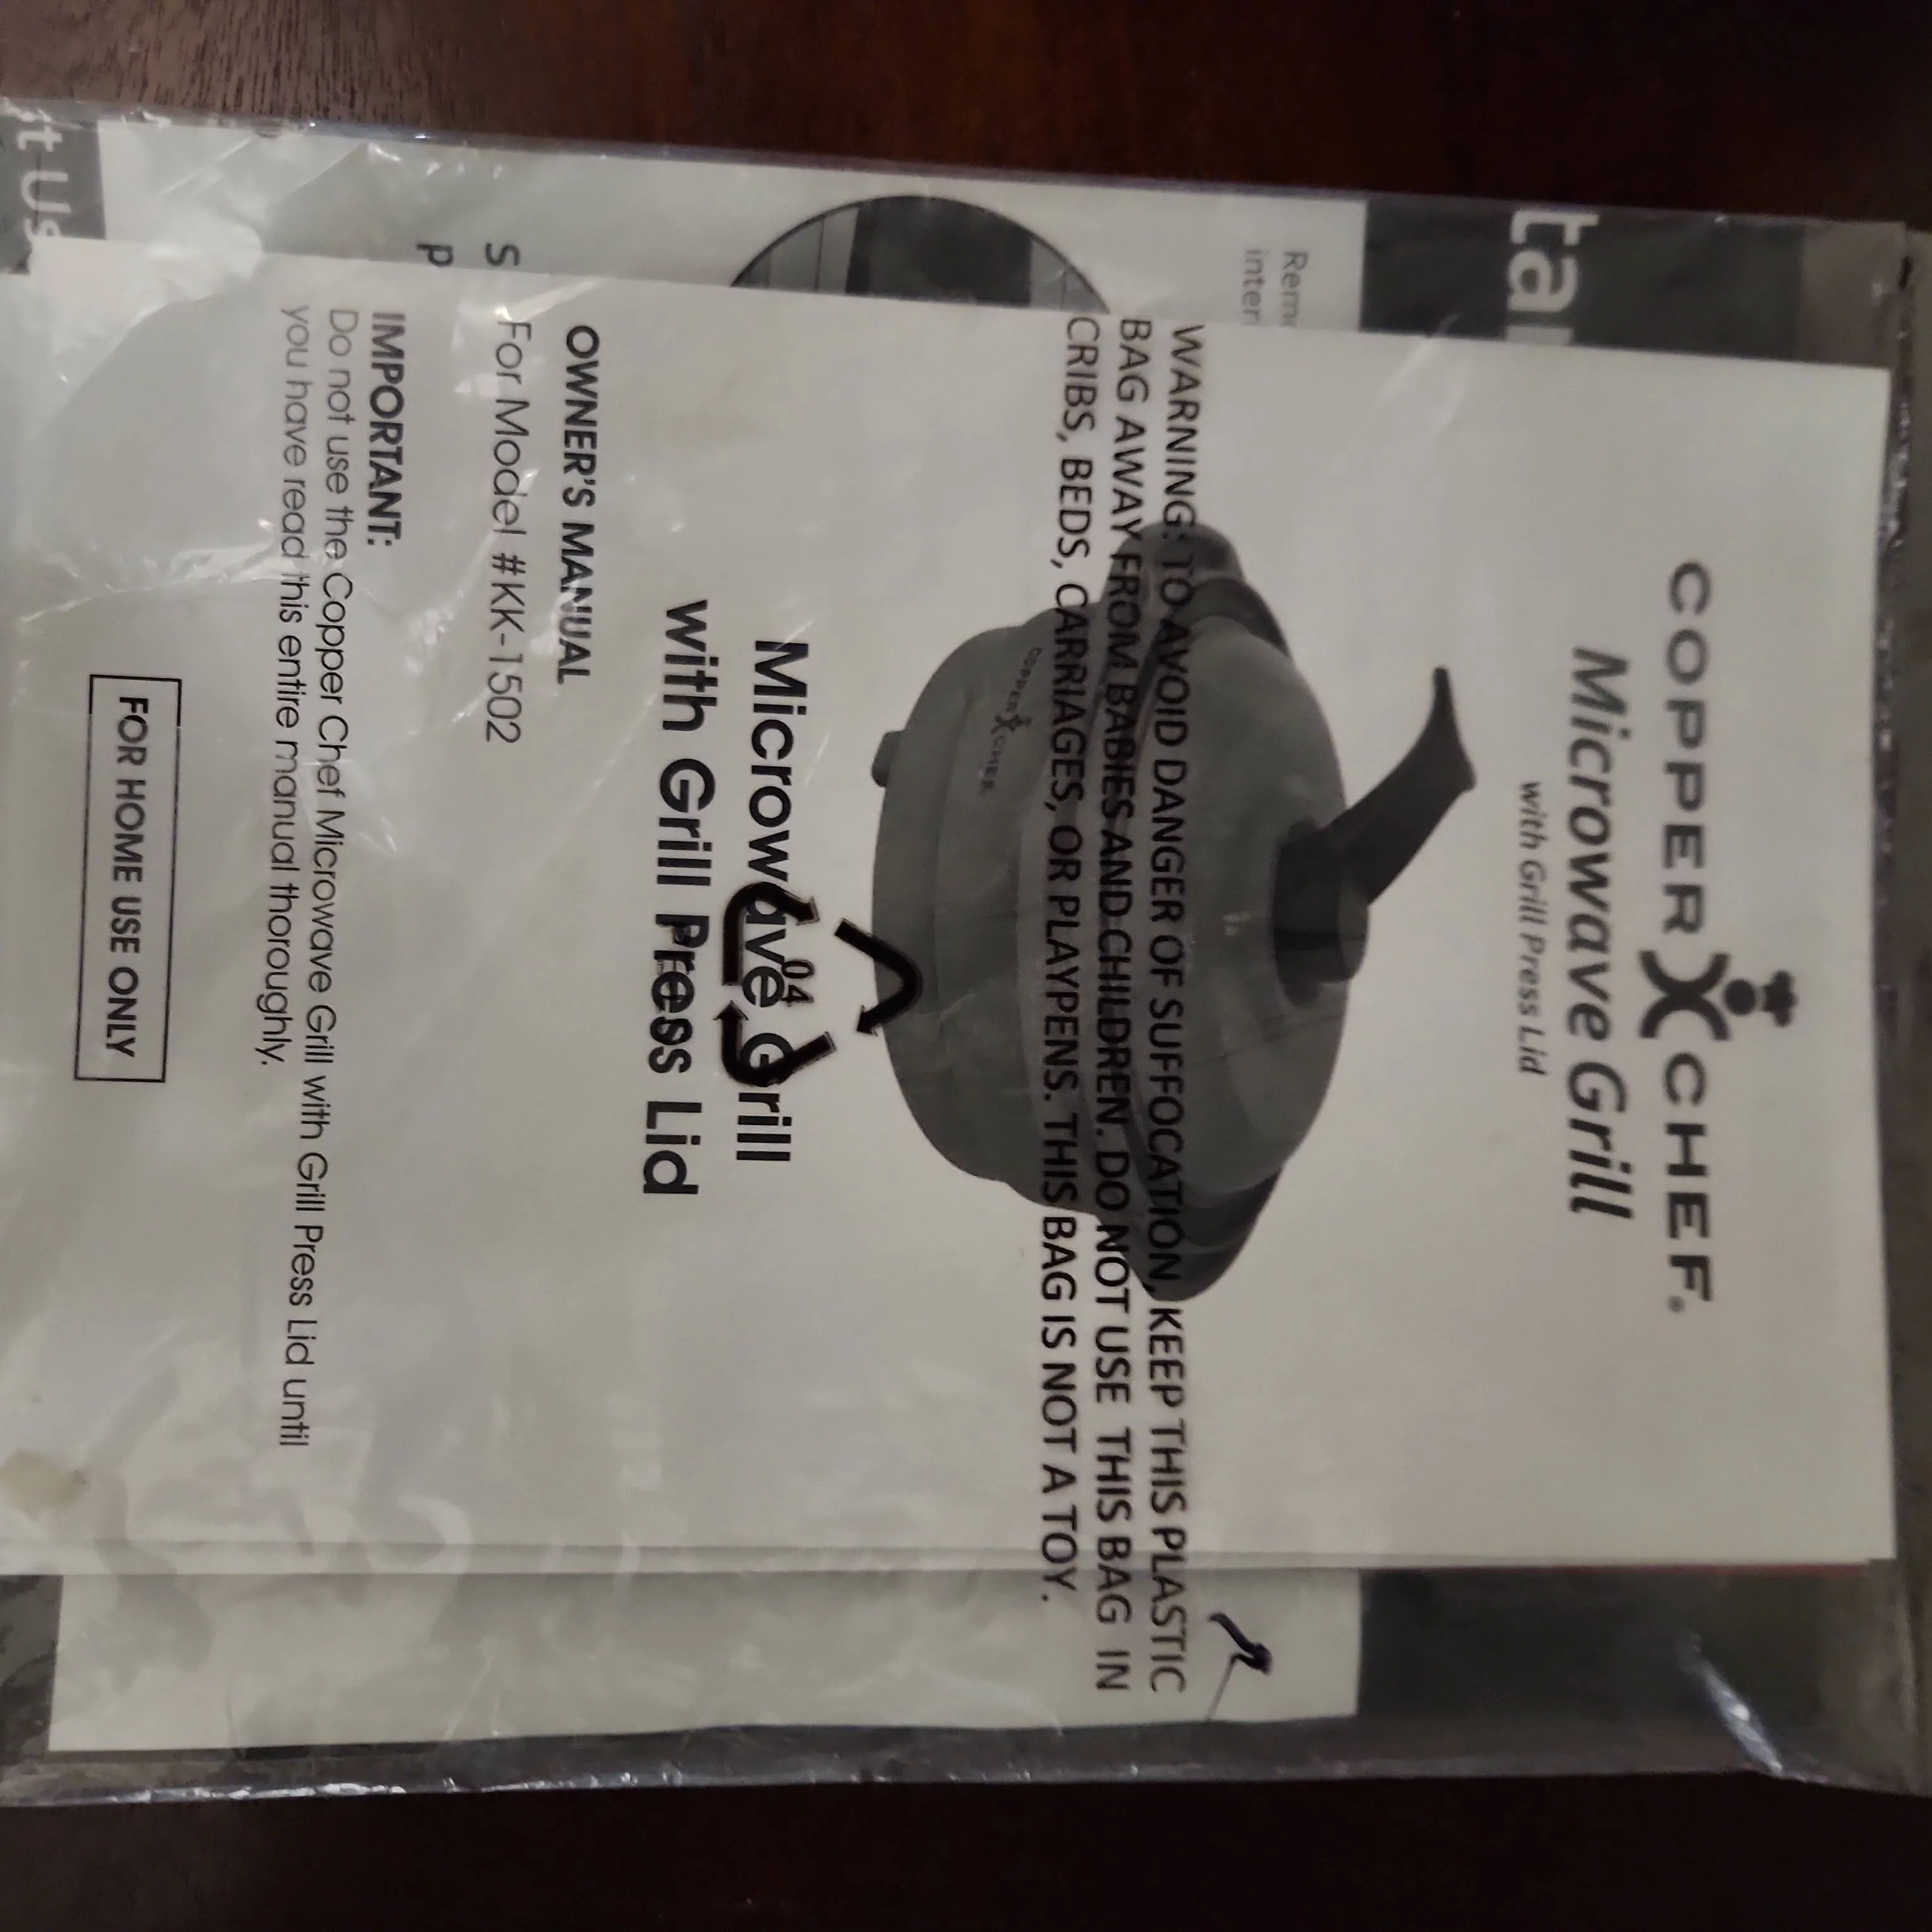 COPPER CHEF®
Microwave Grill
with Grill Press Lid
COPPER CHEF
WARNING: TO AVOID DANGER OF SUFFOCATION, KEEP THIS PLASTIC
BAG AWAY FROM BABIES AND CHILDREN. DO NOT USE THIS BAG IN
CRIBS, BEDS, CARRIAGES, OR PLAYPENS. THIS BAG IS NOT A TOY.
04
Microwave Grill
with Grill Press Lid
OWNER'S MANUAL
For Model #KK-1502
IMPORTANT:
Do not use the Copper Chef Microwave Grill with Grill Press Lid until
you have read this entire manual thoroughly.
FOR HOME USE ONLY